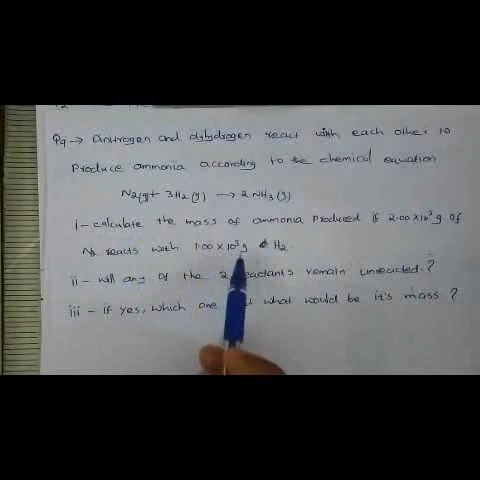 Q9 → Dinitrogen and dihydrogen react with each other to
Produce ammonia according to the chemical equation
N2(g) + 3H2(g) → 2NH3(g)
i - calculate the mass of ammonia produced if 2.00 × 10³ g of
N2 reacts with 1.00 × 10³ g H2.
ii - will any of the 2 reactants remain unreacted.?
iii - if yes, which one what would be it's mass ?